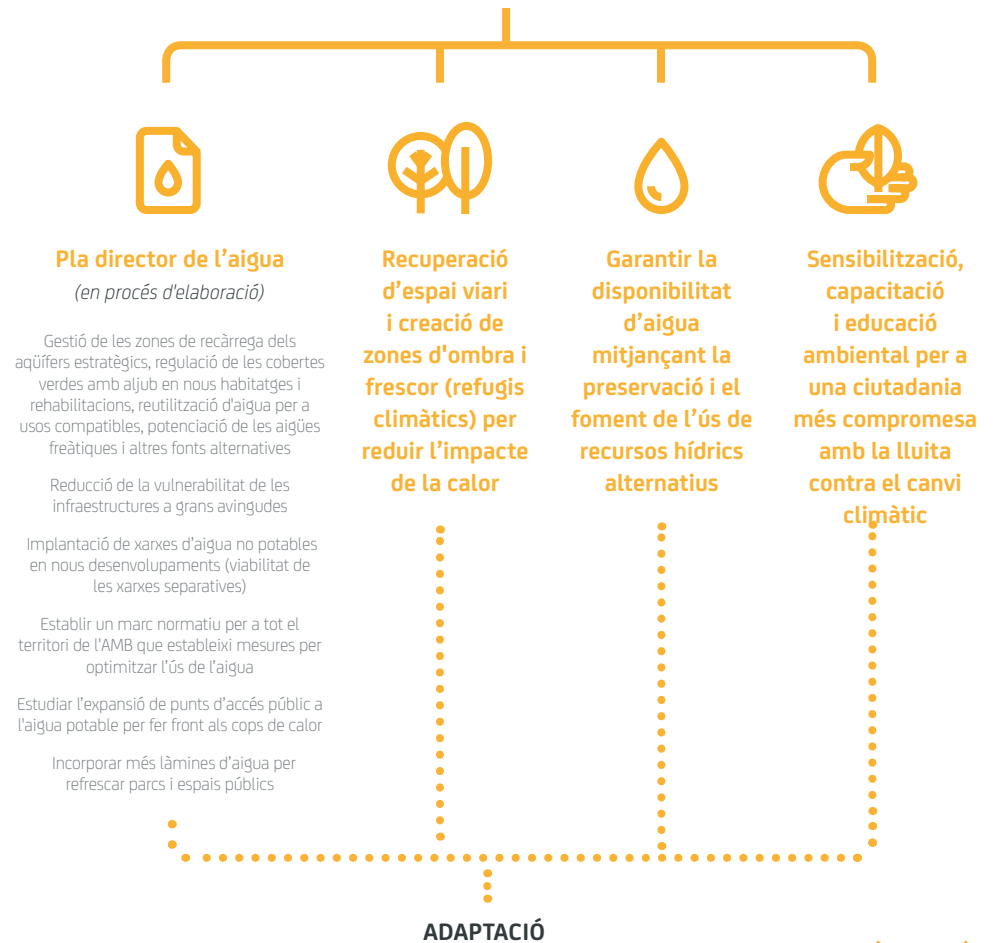 Pla director de l’aigua
(en procés d'elaboració)
Gestió de les zones de recàrrega dels
aqüífers estratègics, regulació de les cobertes
verdes amb aljub en nous habitatges i
rehabilitacions, reutilització d'aigua per a
usos compatibles, potenciació de les aigües
freàtiques i altres fonts alternatives
Reducció de la vulnerabilitat de les
infraestructures a grans avingudes
Implantació de xarxes d’aigua no potables
en nous desenvolupaments (viabilitat de
les xarxes separatives)
Establir un marc normatiu per a tot el
territori de l'AMB que estableixi mesures per
optimitzar l’ús de l’aigua
Estudiar l’expansió de punts d’accés públic a
l'aigua potable per fer front als cops de calor
Incorporar més làmines d’aigua per
refrescar parcs i espais públics
Recuperació
d’espai viari
i creació de
zones d'ombra i
frescor (refugis
climàtics) per
reduir l’impacte
de la calor
Garantir la
disponibilitat
d’aigua
mitjançant la
preservació i el
foment de l’ús de
recursos hídrics
alternatius
Sensibilització,
capacitació
i educació
ambiental per a
una ciutadania
més compromesa
amb la lluita
contra el canvi
climàtic
ADAPTACIÓ